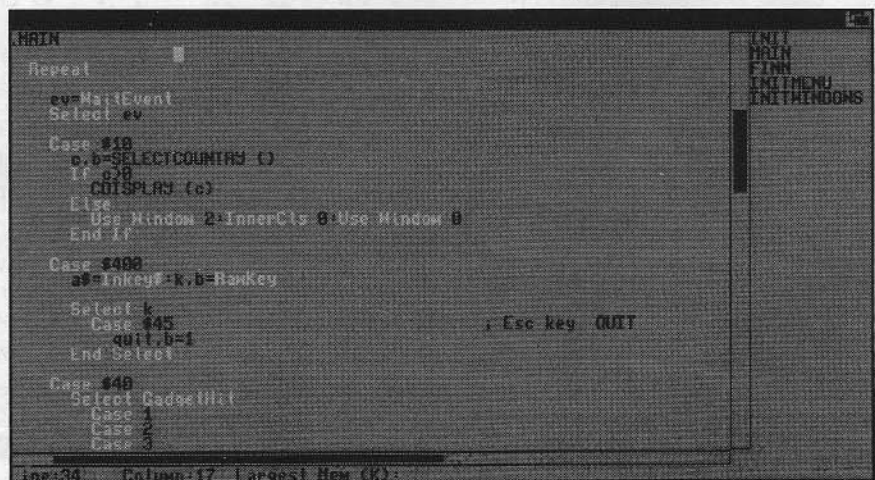 .MAIN
Repeat
ev=WaitEvent
Select ev
Case $10
c.b=SELECTCOUNTRY ()
If c>0
CDISPLAY (c)
Else
Use Window 2:InnerCls 0:Use Window 0
End If
Case $400
a$=Inkey$:k.b=RawKey
Select k
Case $45 ; Esc key QUIT
quit.b=1
End Select
Case $40
Select GadgetHit
Case 1
Case 2
Case 3
INIT
MAIN
FINN
INITMENU
INITWINDOWS
ine:34 Column:17 Largest Mem (K):